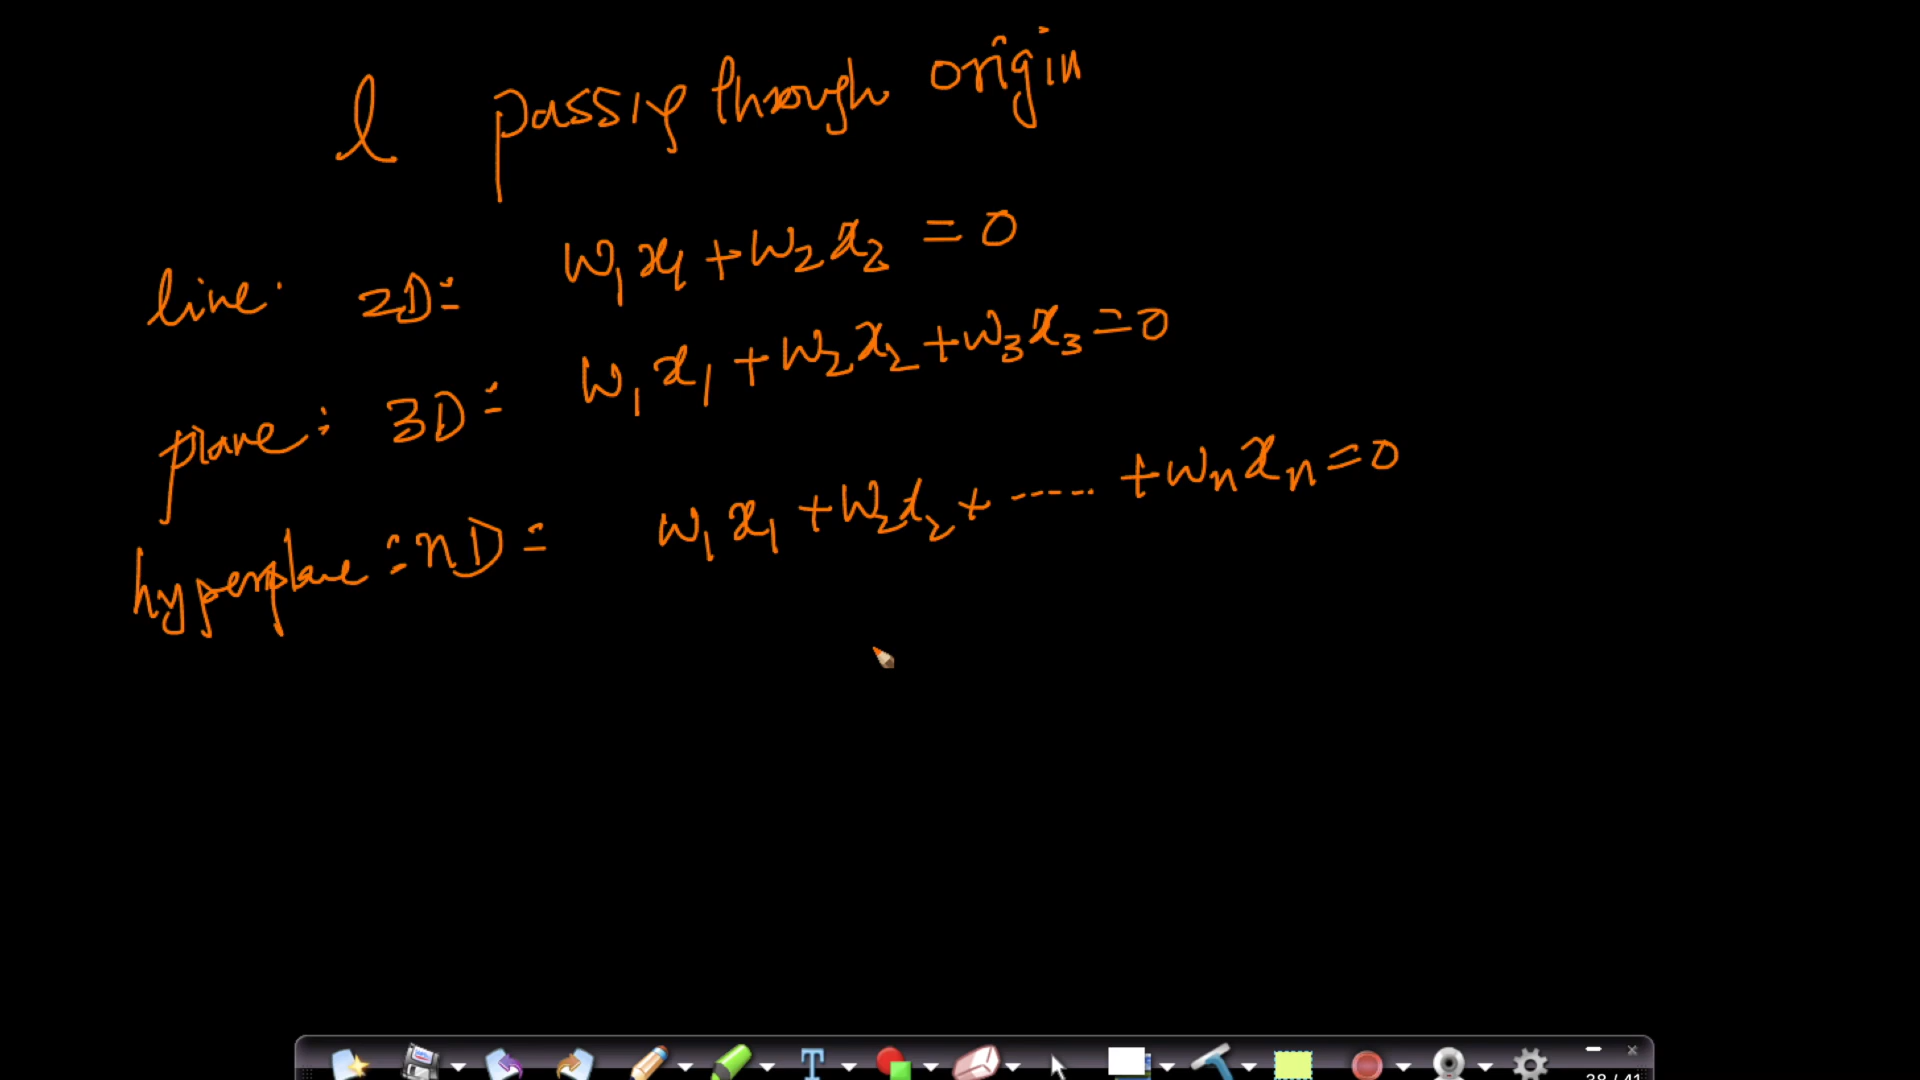 l passing through origin
line: 2D: w₁x₁ + w₂x₂ = 0
plane: 3D: w₁x₁ + w₂x₂ + w₃x₃ = 0
hyperplane: nD: w₁x₁ + w₂x₂ + ...... + wₙxₙ = 0